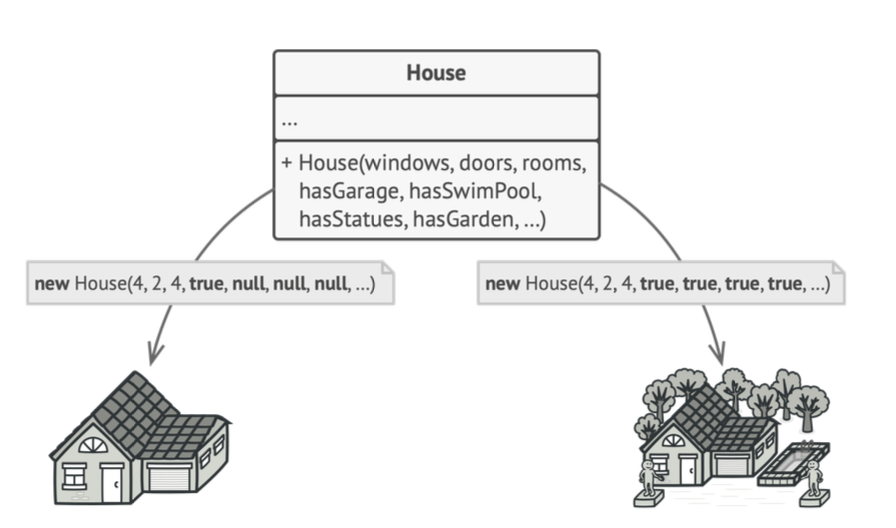 House
...
+ House(windows, doors, rooms,
hasGarage, hasSwimPool,
hasStatues, hasGarden, ...)
new House(4, 2, 4, true, null, null, null, ...)
new House(4, 2, 4, true, true, true, true, ...)